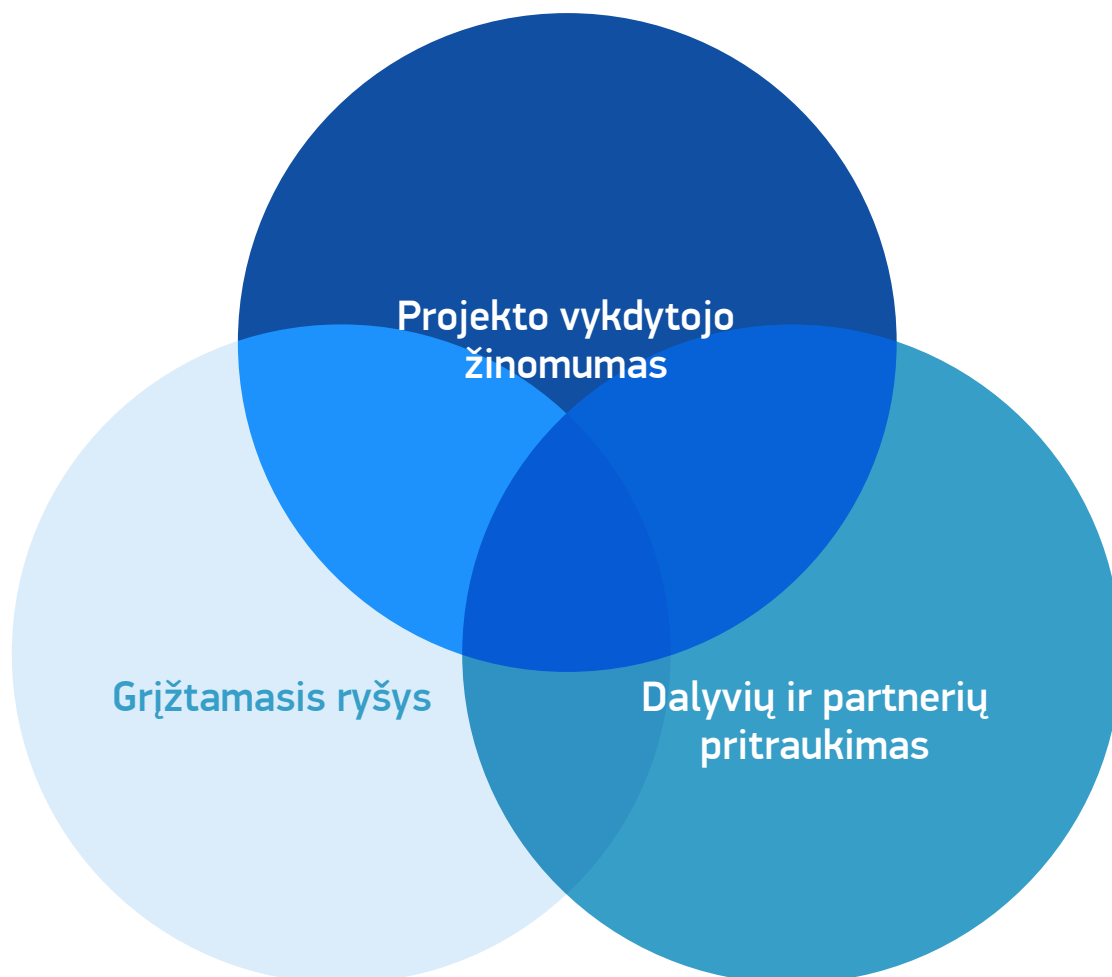 Projekto vykdytojo
žinomumas
Grįžtamasis ryšys
Dalyvių ir partnerių
pritraukimas